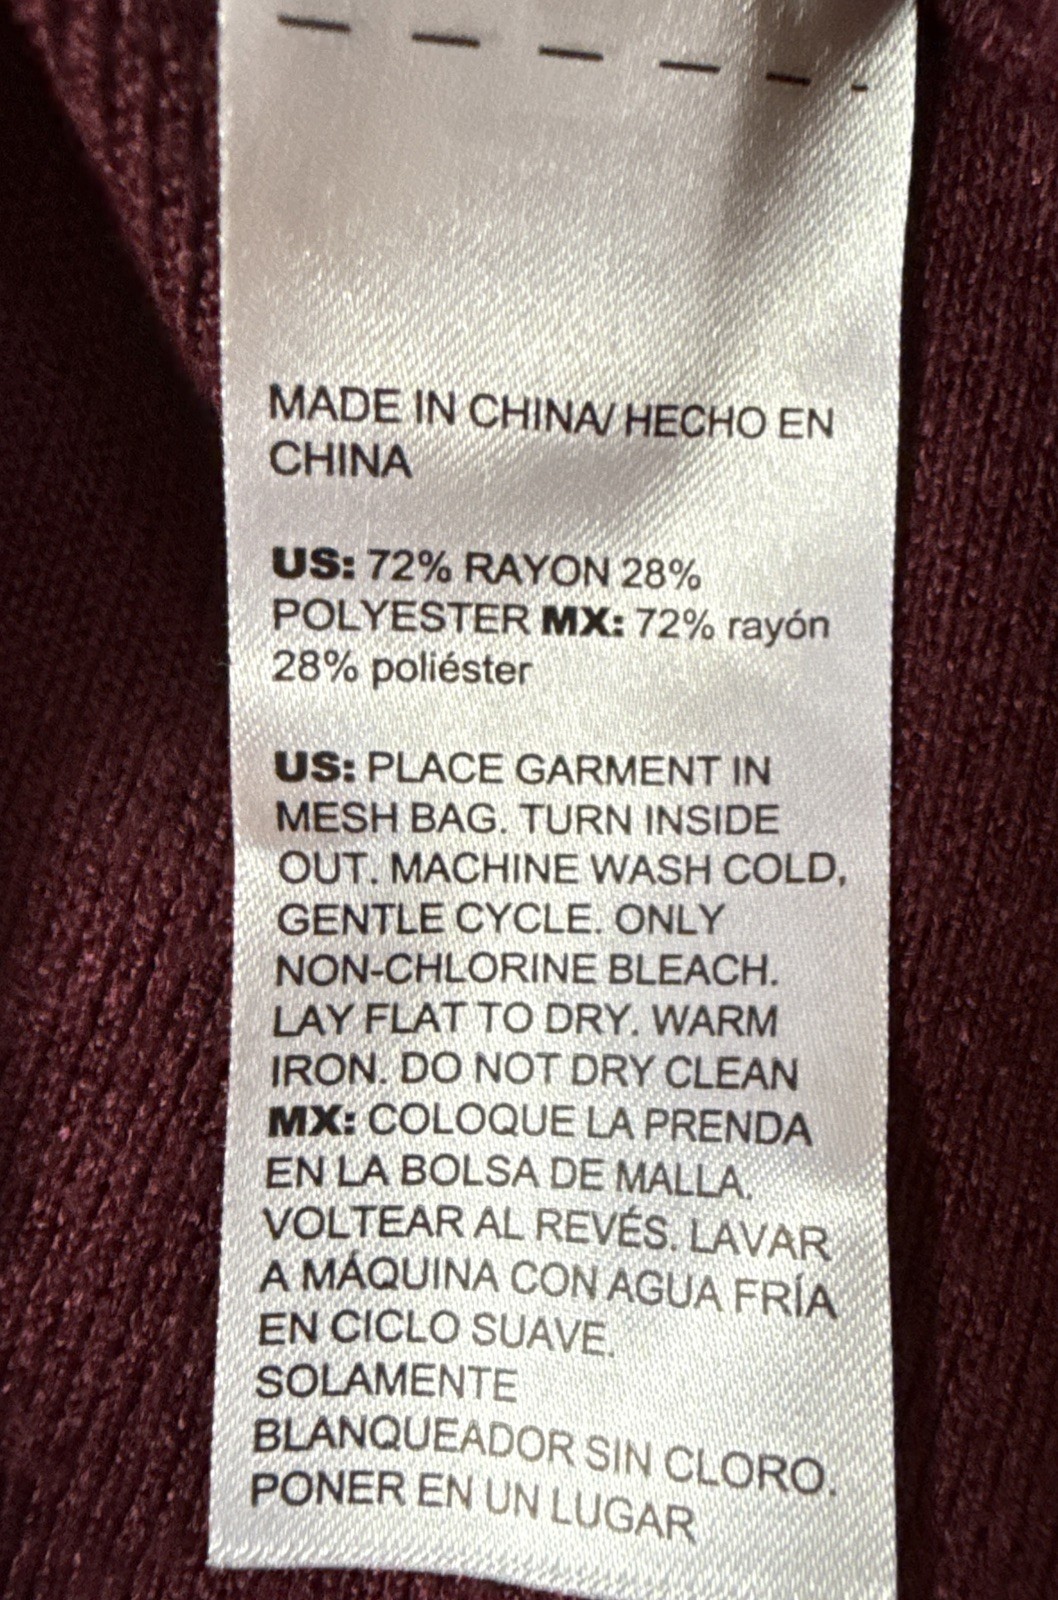 MADE IN CHINA/ HECHO EN
CHINA
US: 72% RAYON 28%
POLYESTER MX: 72% rayón
28% poliéster
US: PLACE GARMENT IN
MESH BAG. TURN INSIDE
OUT. MACHINE WASH COLD,
GENTLE CYCLE. ONLY
NON-CHLORINE BLEACH.
LAY FLAT TO DRY. WARM
IRON. DO NOT DRY CLEAN
MX: COLOQUE LA PRENDA
EN LA BOLSA DE MALLA.
VOLTEAR AL REVÉS. LAVAR
A MÁQUINA CON AGUA FRÍA
EN CICLO SUAVE.
SOLAMENTE
BLANQUEADOR SIN CLORO.
PONER EN UN LUGAR